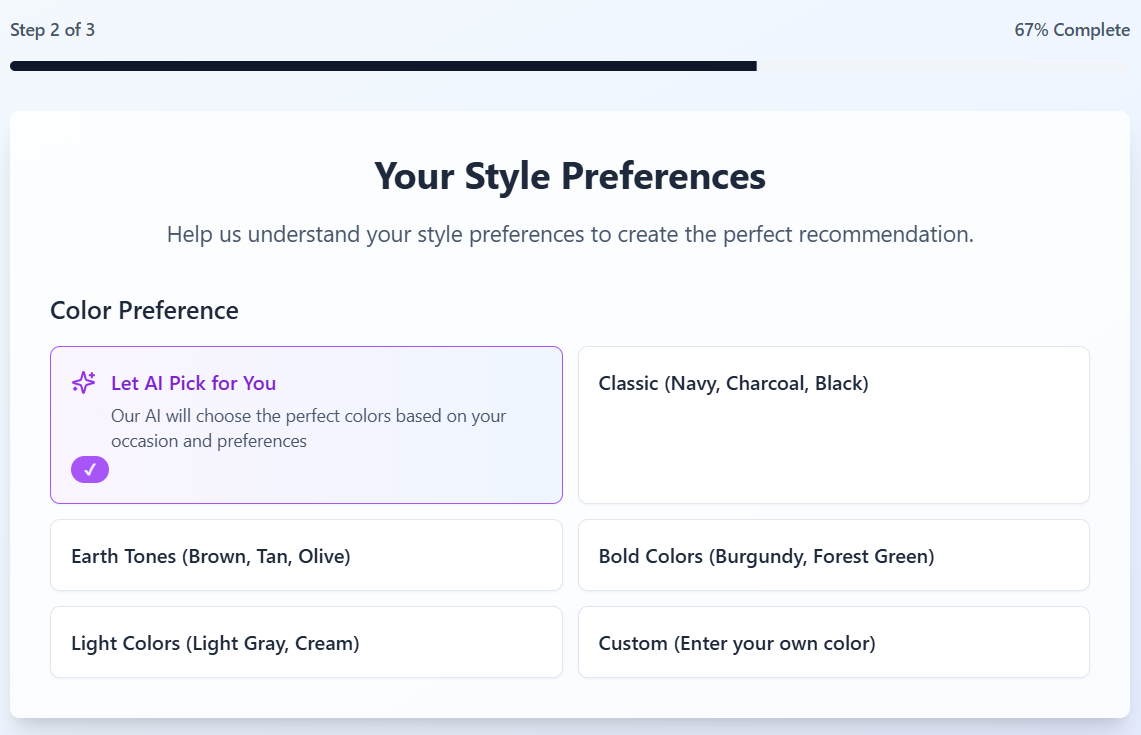 Step 2 of 3
67% Complete
Your Style Preferences
Help us understand your style preferences to create the perfect recommendation.
Color Preference
Let AI Pick for You
Our AI will choose the perfect colors based on your
occasion and preferences
✓
Classic (Navy, Charcoal, Black)
Earth Tones (Brown, Tan, Olive)
Bold Colors (Burgundy, Forest Green)
Light Colors (Light Gray, Cream)
Custom (Enter your own color)